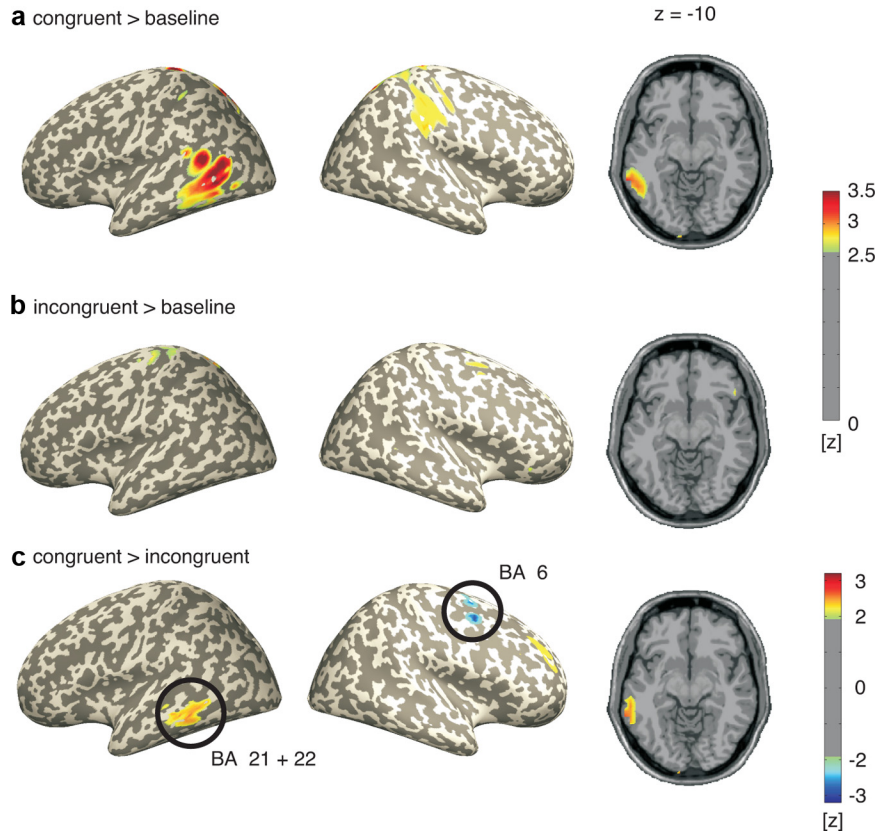 a congruent > baseline
z = -10
3.5
3
2.5
0
[z]
b incongruent > baseline
c congruent > incongruent
BA 6
BA 21 + 22
3
2
0
-2
-3
[z]